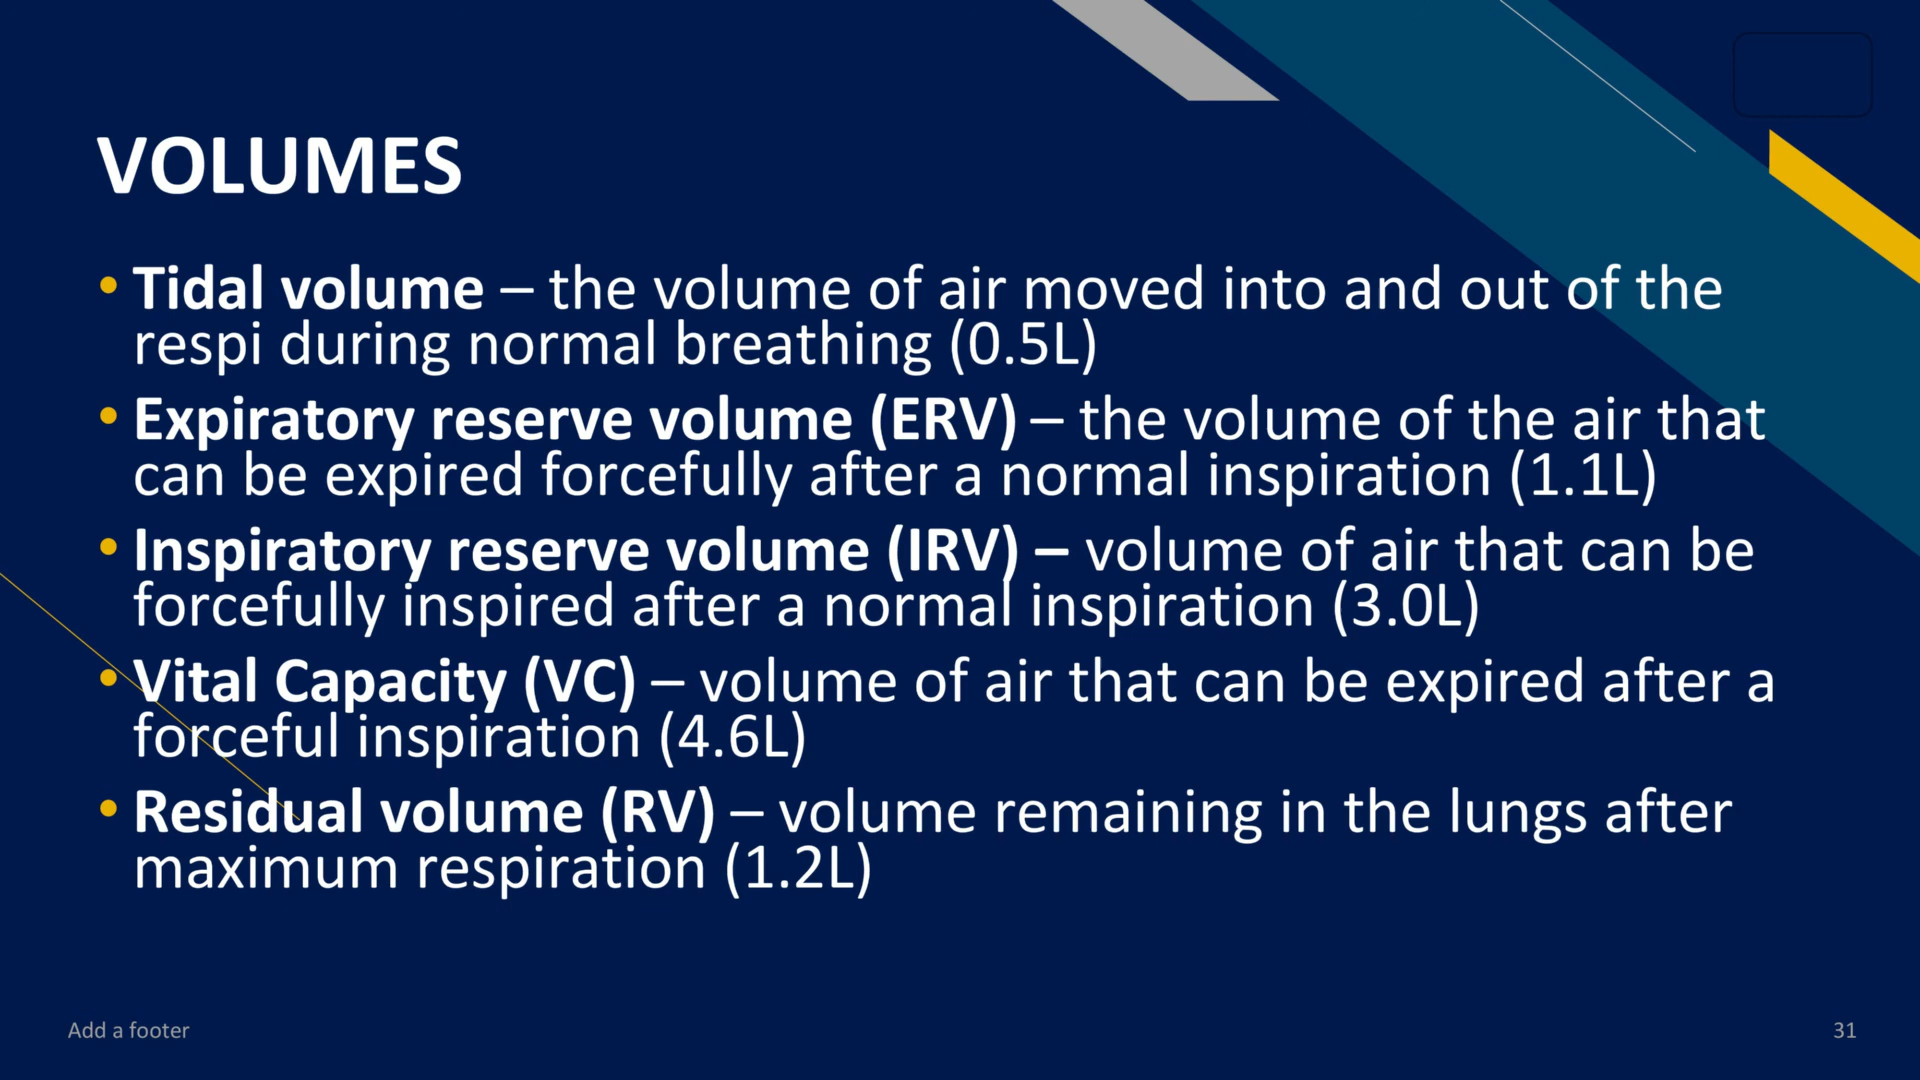 VOLUMES
• Tidal volume – the volume of air moved into and out of the
respi during normal breathing (0.5L)
• Expiratory reserve volume (ERV) – the volume of the air that
can be expired forcefully after a normal inspiration (1.1L)
• Inspiratory reserve volume (IRV) – volume of air that can be
forcefully inspired after a normal inspiration (3.0L)
• Vital Capacity (VC) – volume of air that can be expired after a
forceful inspiration (4.6L)
• Residual volume (RV) – volume remaining in the lungs after
maximum respiration (1.2L)
Add a footer
31